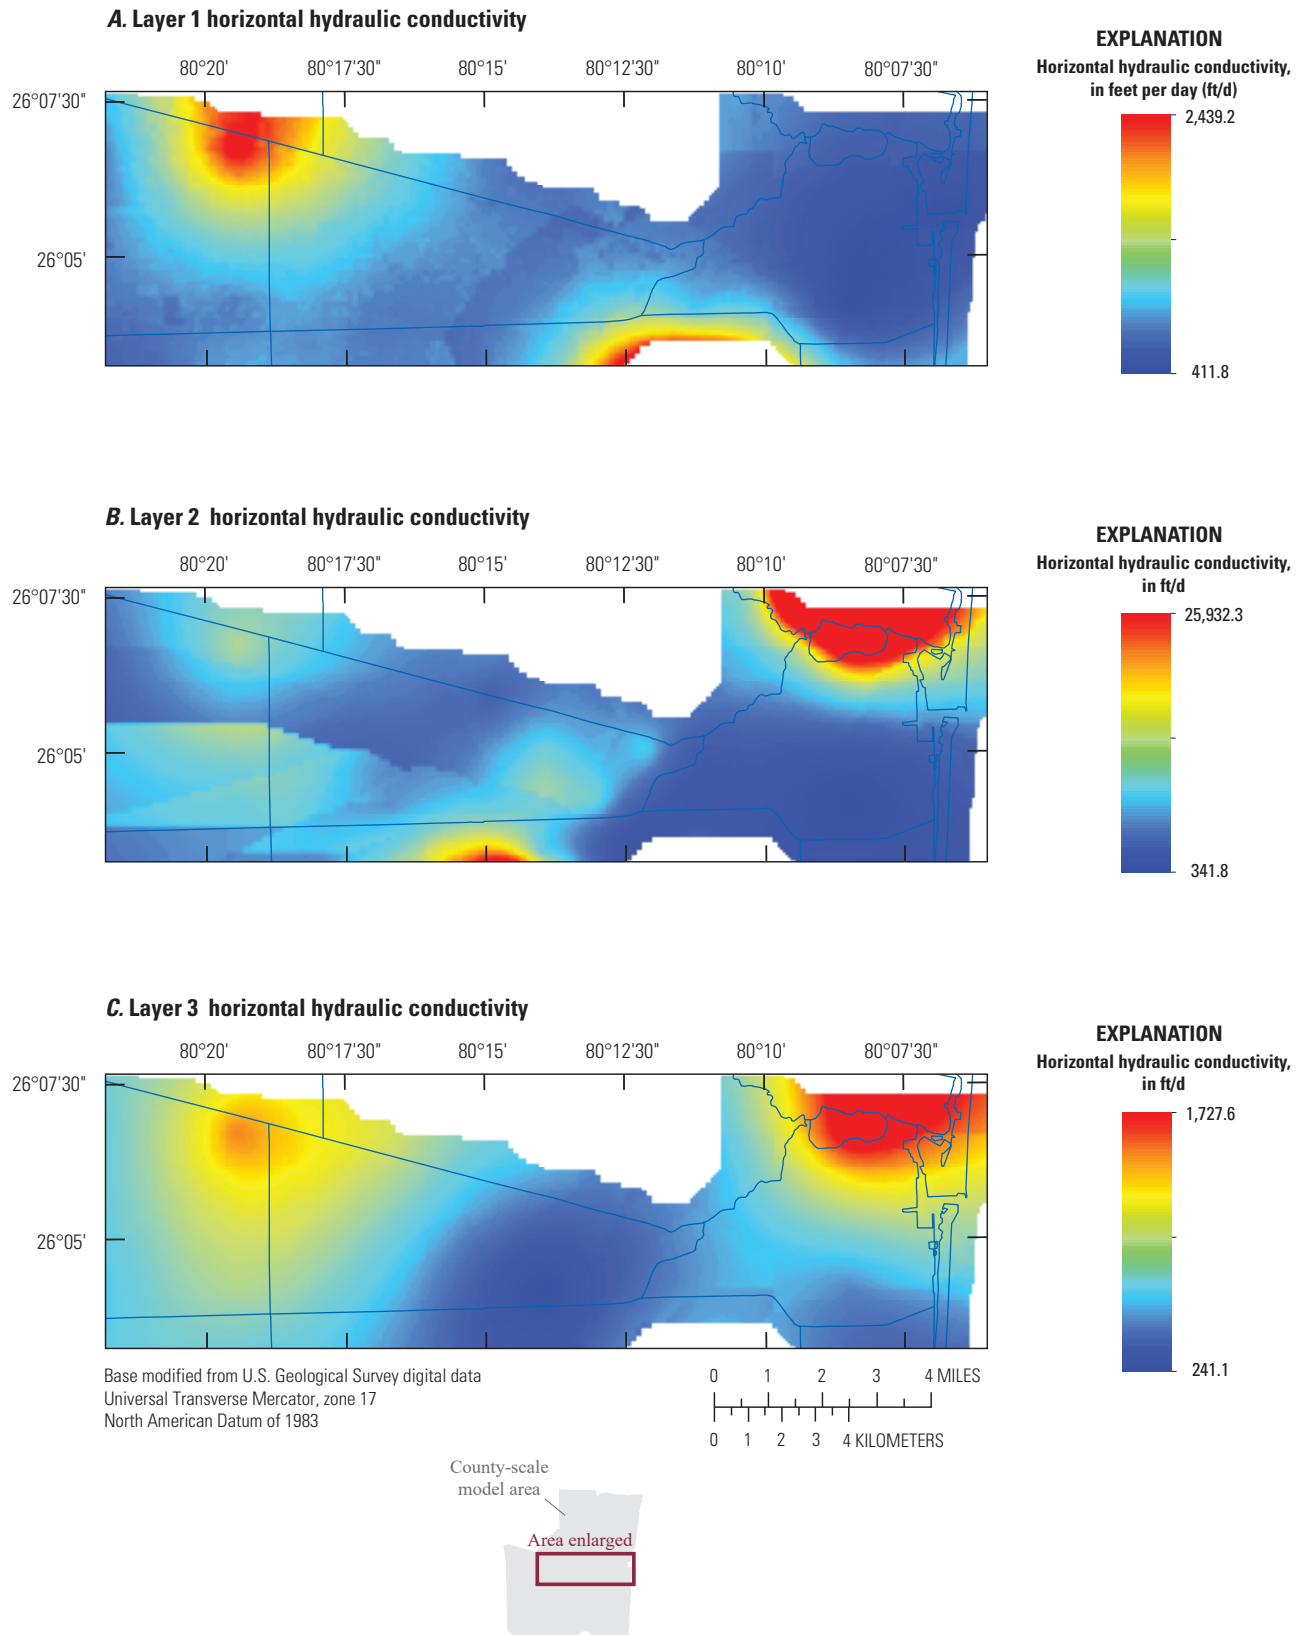 A. Layer 1 horizontal hydraulic conductivity
80°20' 80°17'30" 80°15' 80°12'30" 80°10' 80°07'30"
26°07'30"
26°05'
EXPLANATION
Horizontal hydraulic conductivity,
in feet per day (ft/d)
2,439.2
411.8
B. Layer 2 horizontal hydraulic conductivity
80°20' 80°17'30" 80°15' 80°12'30" 80°10' 80°07'30"
26°07'30"
26°05'
EXPLANATION
Horizontal hydraulic conductivity,
in ft/d
25,932.3
341.8
C. Layer 3 horizontal hydraulic conductivity
80°20' 80°17'30" 80°15' 80°12'30" 80°10' 80°07'30"
26°07'30"
26°05'
EXPLANATION
Horizontal hydraulic conductivity,
in ft/d
1,727.6
241.1
Base modified from U.S. Geological Survey digital data
Universal Transverse Mercator, zone 17
North American Datum of 1983
0 1 2 3 4 MILES
0 1 2 3 4 KILOMETERS
County-scale
model area
Area enlarged